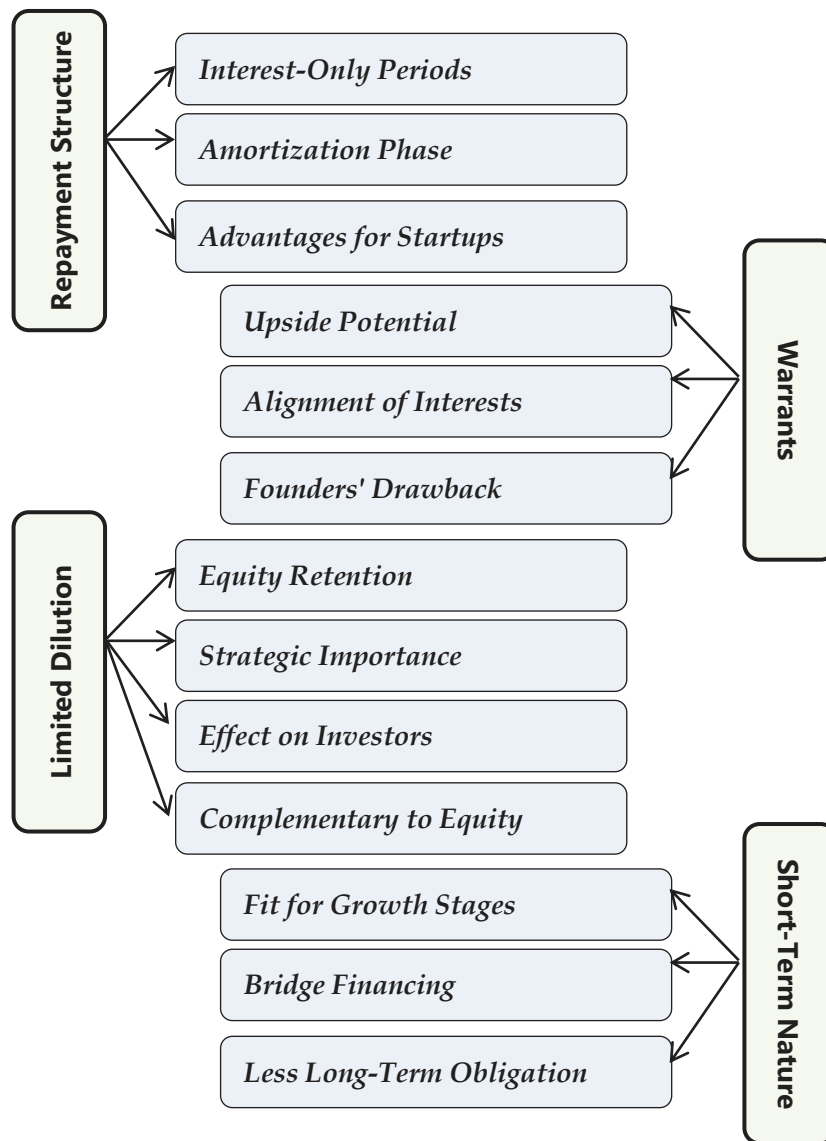 Repayment Structure
Interest-Only Periods
Amortization Phase
Advantages for Startups
Warrants
Upside Potential
Alignment of Interests
Founders' Drawback
Limited Dilution
Equity Retention
Strategic Importance
Effect on Investors
Complementary to Equity
Short-Term Nature
Fit for Growth Stages
Bridge Financing
Less Long-Term Obligation